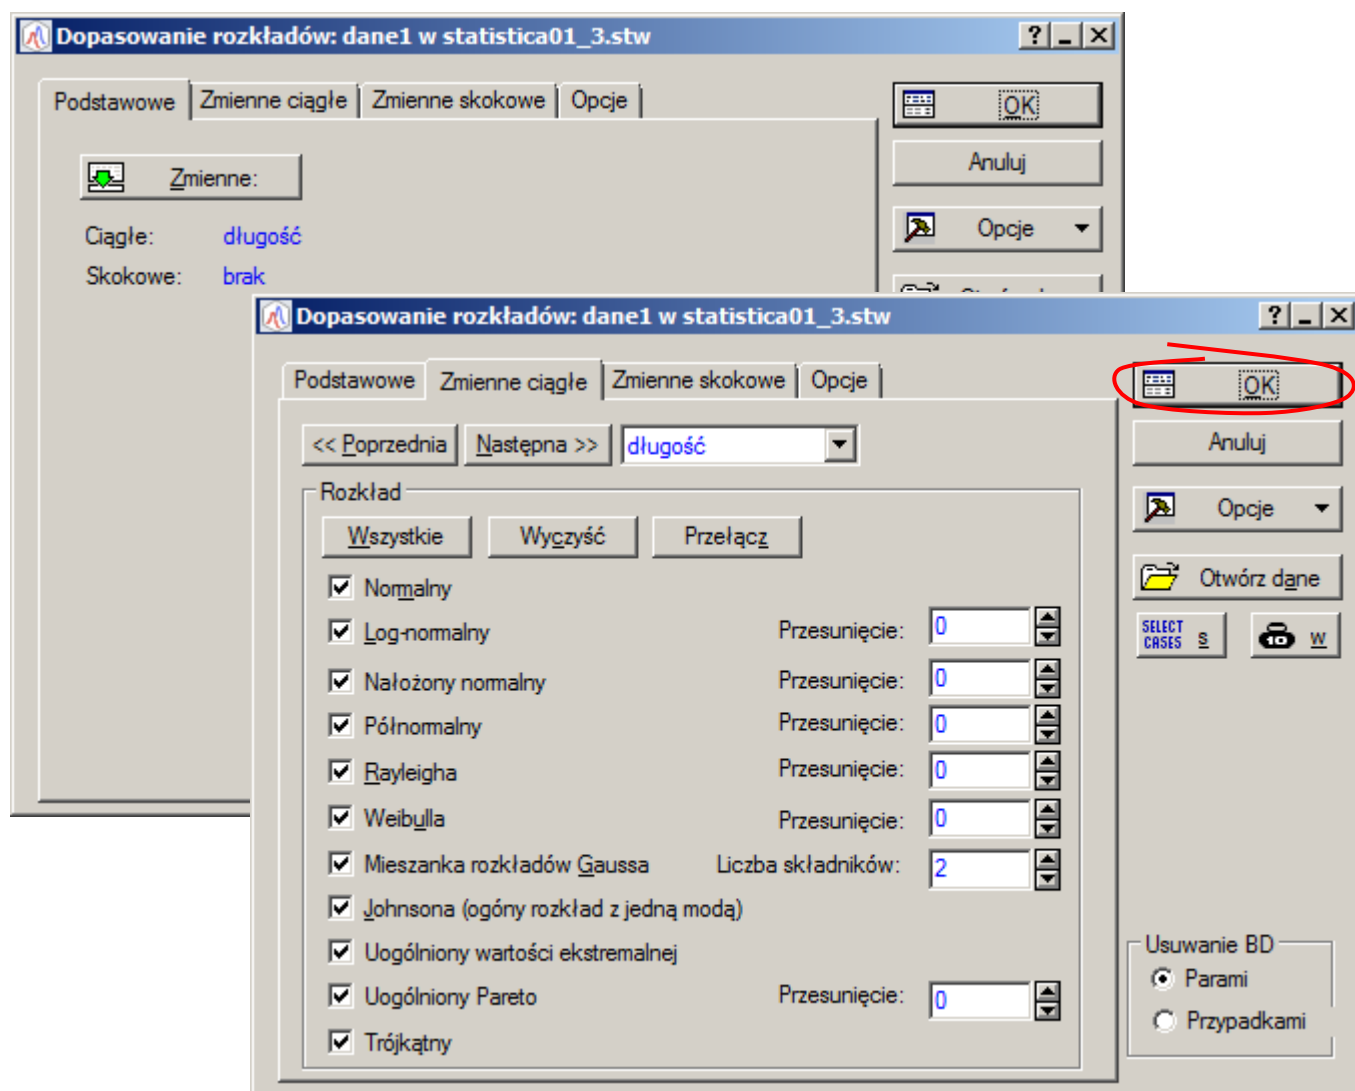 Dopasowanie rozkładów: dane1 w statistica01_3.stw
Podstawowe Zmienne ciągłe Zmienne skokowe Opcje
OK
Zmienne:
Anuluj
Ciągłe: długość
Opcje
Skokowe: brak
Dopasowanie rozkładów: dane1 w statistica01_3.stw
Podstawowe Zmienne ciągłe Zmienne skokowe Opcje
OK
<< Poprzednia Następna >> długość
Anuluj
Rozkład
Wszystkie Wyczyść Przełącz
Opcje
Normalny
Otwórz dane
Log-normalny Przesunięcie: 0
SELECT CASES S W
Nałożony normalny Przesunięcie: 0
Półnormalny Przesunięcie: 0
Rayleigha Przesunięcie: 0
Weibulla Przesunięcie: 0
Mieszanka rozkładów Gaussa Liczba składników: 2
Johnsona (ogóny rozkład z jedną modą)
Uogólniony wartości ekstremalnej
Uogólniony Pareto Przesunięcie: 0
Trójkątny
Usuwanie BD
Parami
Przypadkami